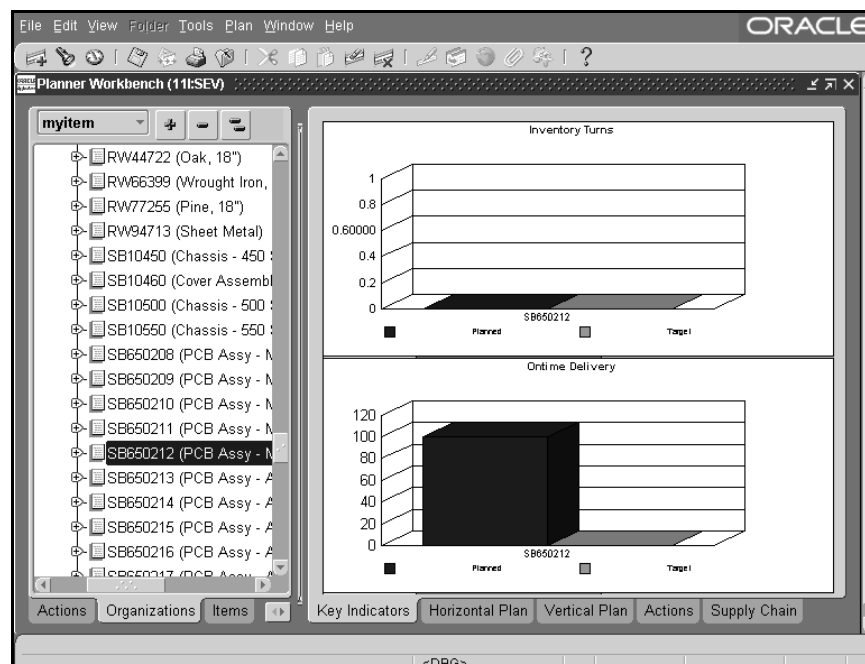 File Edit View Folder Tools Plan Window Help
ORACLE
?
Planner Workbench (11I:SEV)
myitem
RW44722 (Oak, 18")
RW66399 (Wrought Iron,
RW77255 (Pine, 18")
RW94713 (Sheet Metal)
SB10450 (Chassis - 450
SB10460 (Cover Assembl
SB10500 (Chassis - 500
SB10550 (Chassis - 550
SB650208 (PCB Assy - M
SB650209 (PCB Assy - M
SB650210 (PCB Assy - M
SB650211 (PCB Assy - M
SB650212 (PCB Assy - M
SB650213 (PCB Assy - A
SB650214 (PCB Assy - A
SB650215 (PCB Assy - A
SB650216 (PCB Assy - A
SB650217 (PCB Assy - A
Actions Organizations Items
Inventory Turns
1
0.8
0.60000
0.4
0.2
0
SB650212
Planned Target
Ontime Delivery
120
100
80
60
40
20
0
SB650212
Planned Target
Key Indicators Horizontal Plan Vertical Plan Actions Supply Chain
<DBG>